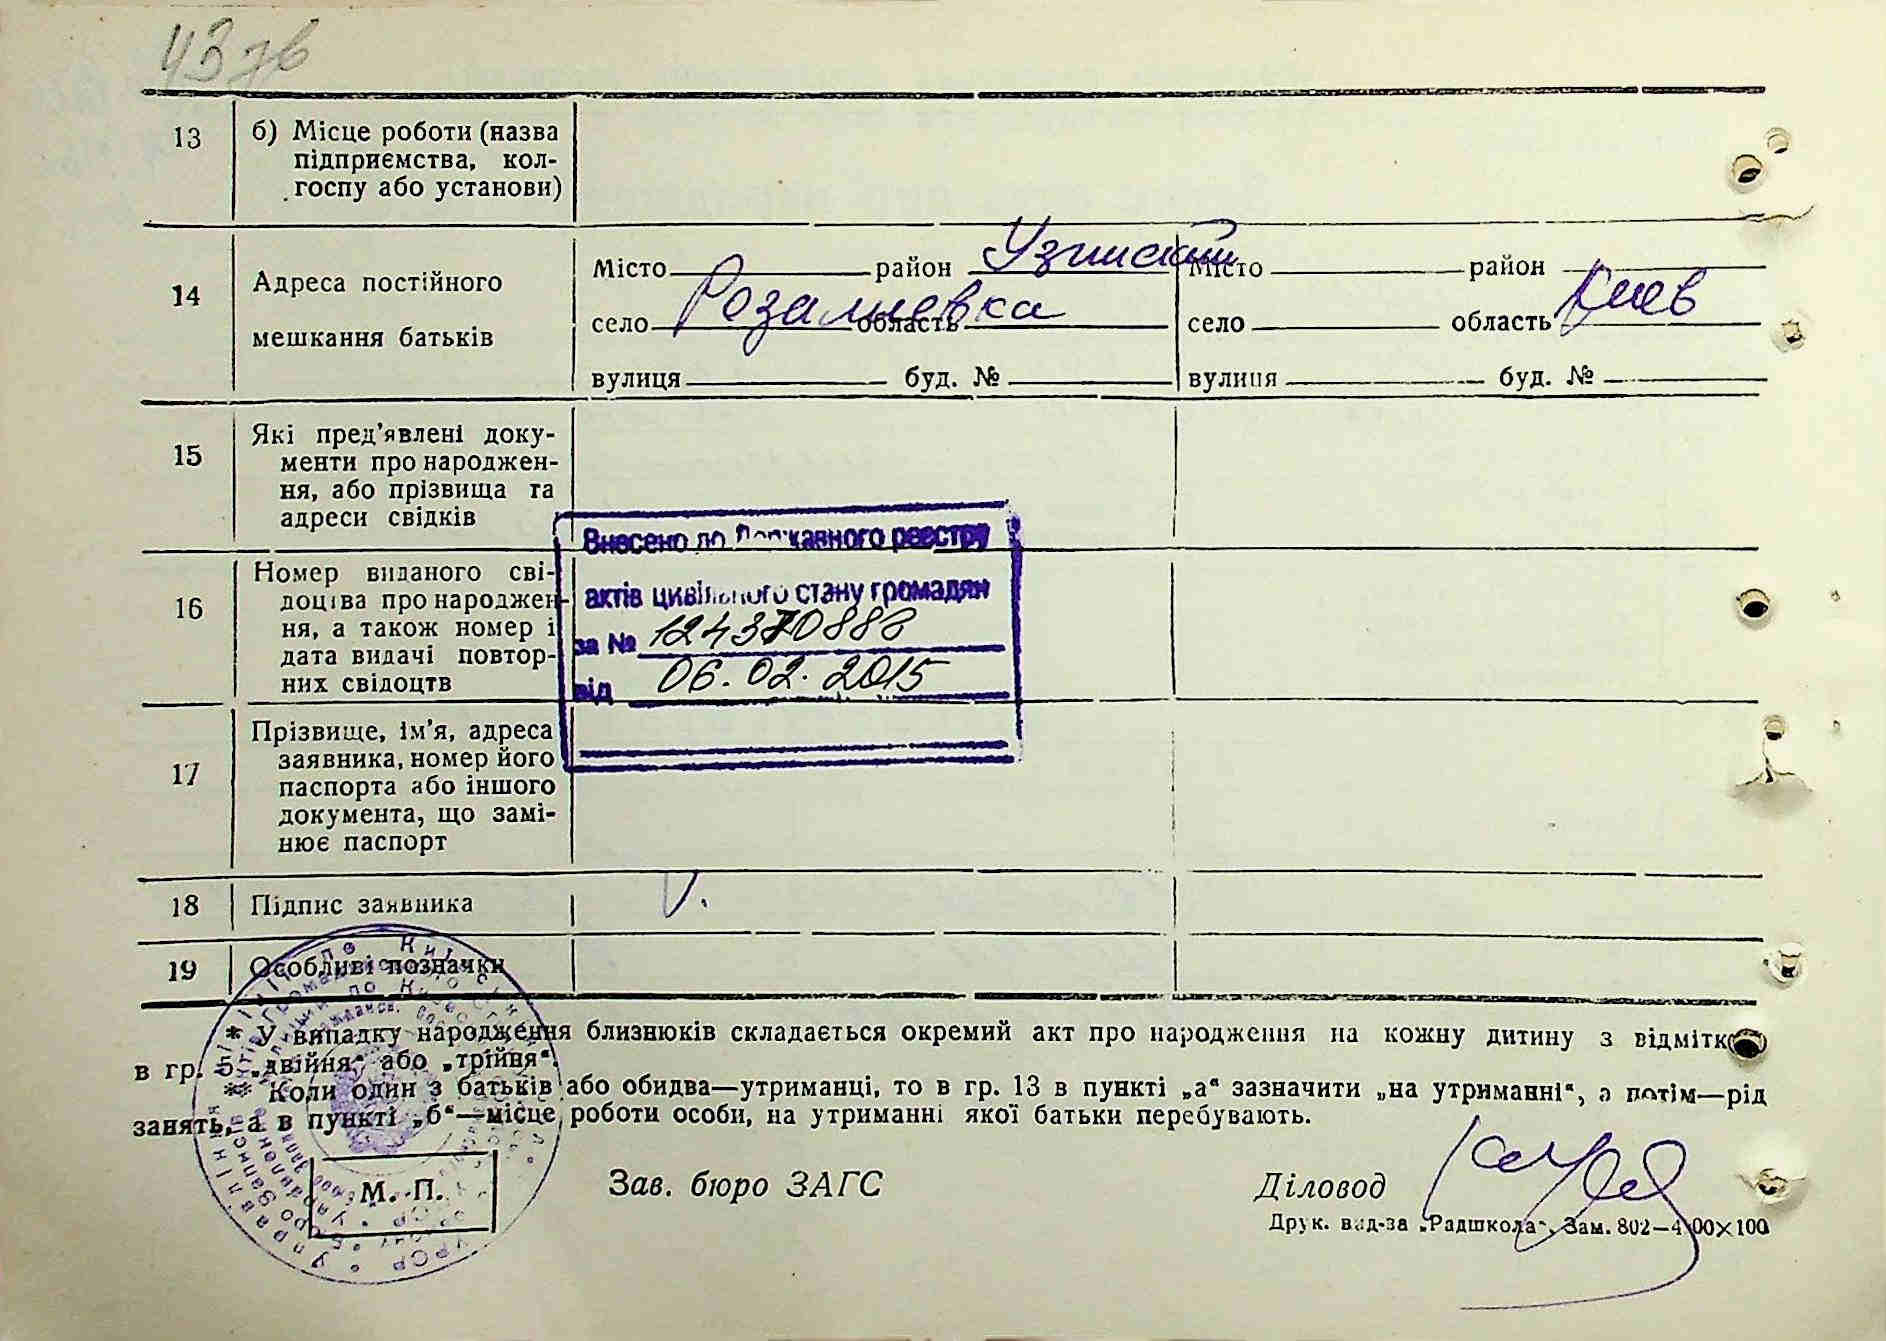 43 зв
13
б) Місце роботи (назва
підприємства, кол-
госпу або установи)
14
Адреса постійного
мешкання батьків
Місто район Узинский
село Розалиевка область
вулиця буд. №
Місто район
село область Киев
вулиця буд. №
15
Які пред'явлені доку-
менти про народжен-
ня, або прізвища та
адреси свідків
16
Номер виданого сві-
доцтва про народжен-
ня, а також номер і
дата видачі повтор-
них свідоцтв
Внесено до Державного реєстру
актів цивільного стану громадян
за № 124370888
від 06.02.2015
17
Прізвище, ім'я, адреса
заявника, номер його
паспорта або іншого
документа, що замі-
нює паспорт
18
Підпис заявника
19
Особливі позначки
* У випадку народження близнюків складається окремий акт про народження на кожну дитину з відмітк
в гр. 5 „двійня“ або „трійня“.
** Коли один з батьків або обидва—утриманці, то в гр. 13 в пункті „а“ зазначити „на утриманні“, а потім—рід
занять, а в пункті „б“—місце роботи особи, на утриманні якої батьки перебувають.
М. П.
Зав. бюро ЗАГС
Діловод
Друк. вид-ва „Радшкола“. Зам. 802—4000×100